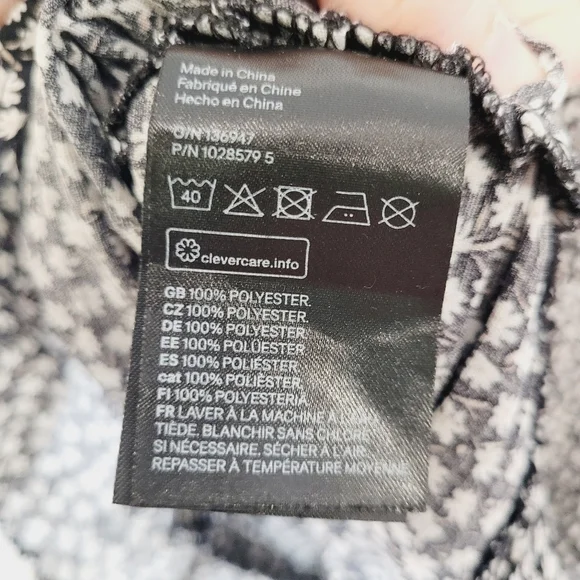 Made in China
Fabriqué en Chine
Hecho en China
O/N 136947
P/N 1028579 5
40
clevercare.info
GB 100% POLYESTER.
CZ 100% POLYESTER.
DE 100% POLYESTER.
EE 100% POLÜESTER
ES 100% POLIÉSTER
cat 100% POLIÈSTER.
FI 100% POLYESTERIA
FR LAVER À LA MACHINE À
TIÈDE. BLANCHIR SANS CHLORE
SI NÉCESSAIRE. SÉCHER À L'AIR.
REPASSER À TEMPÉRATURE MOYENNE